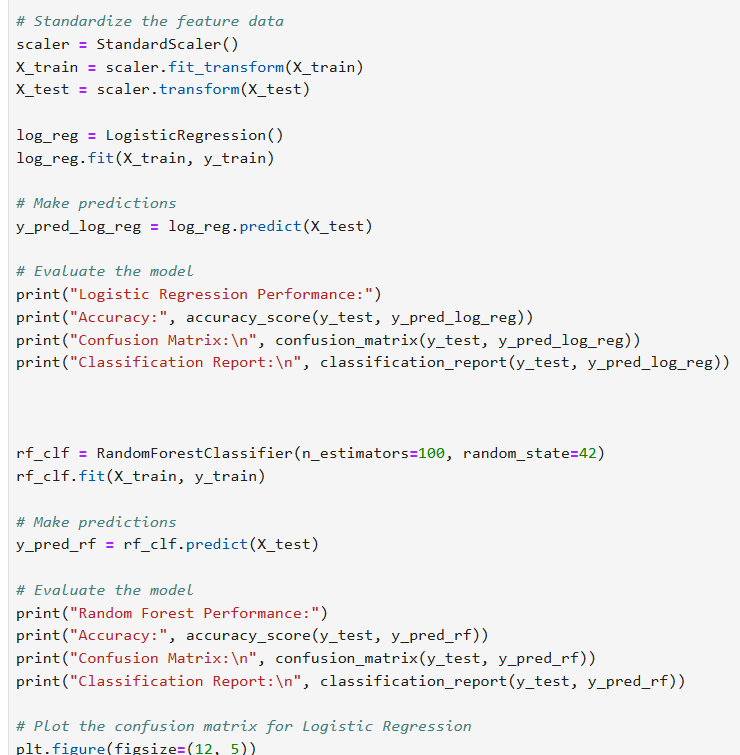 # Standardize the feature data
scaler = StandardScaler()
X_train = scaler.fit_transform(X_train)
X_test = scaler.transform(X_test)
log_reg = LogisticRegression()
log_reg.fit(X_train, y_train)
# Make predictions
y_pred_log_reg = log_reg.predict(X_test)
# Evaluate the model
print("Logistic Regression Performance:")
print("Accuracy:", accuracy_score(y_test, y_pred_log_reg))
print("Confusion Matrix:\n", confusion_matrix(y_test, y_pred_log_reg))
print("Classification Report:\n", classification_report(y_test, y_pred_log_reg))
rf_clf = RandomForestClassifier(n_estimators=100, random_state=42)
rf_clf.fit(X_train, y_train)
# Make predictions
y_pred_rf = rf_clf.predict(X_test)
# Evaluate the model
print("Random Forest Performance:")
print("Accuracy:", accuracy_score(y_test, y_pred_rf))
print("Confusion Matrix:\n", confusion_matrix(y_test, y_pred_rf))
print("Classification Report:\n", classification_report(y_test, y_pred_rf))
# Plot the confusion matrix for Logistic Regression
plt.figure(figsize=(12, 5))